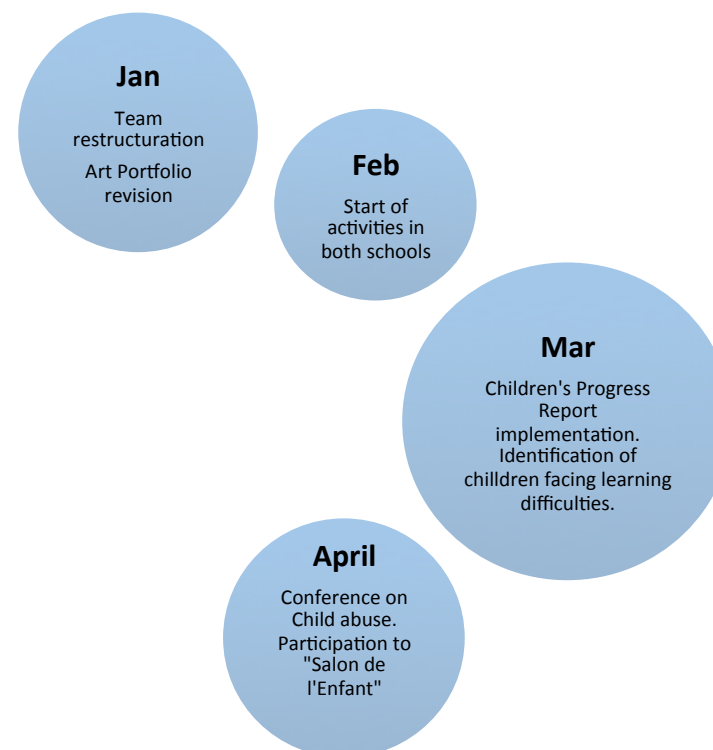 Jan
Team
restructuration
Art Portfolio
revision
Feb
Start of
activities in
both schools
Mar
Children's Progress
Report
implementation.
Identification of
chilldren facing learning
difficulties.
April
Conference on
Child abuse.
Participation to
"Salon de
l'Enfant"